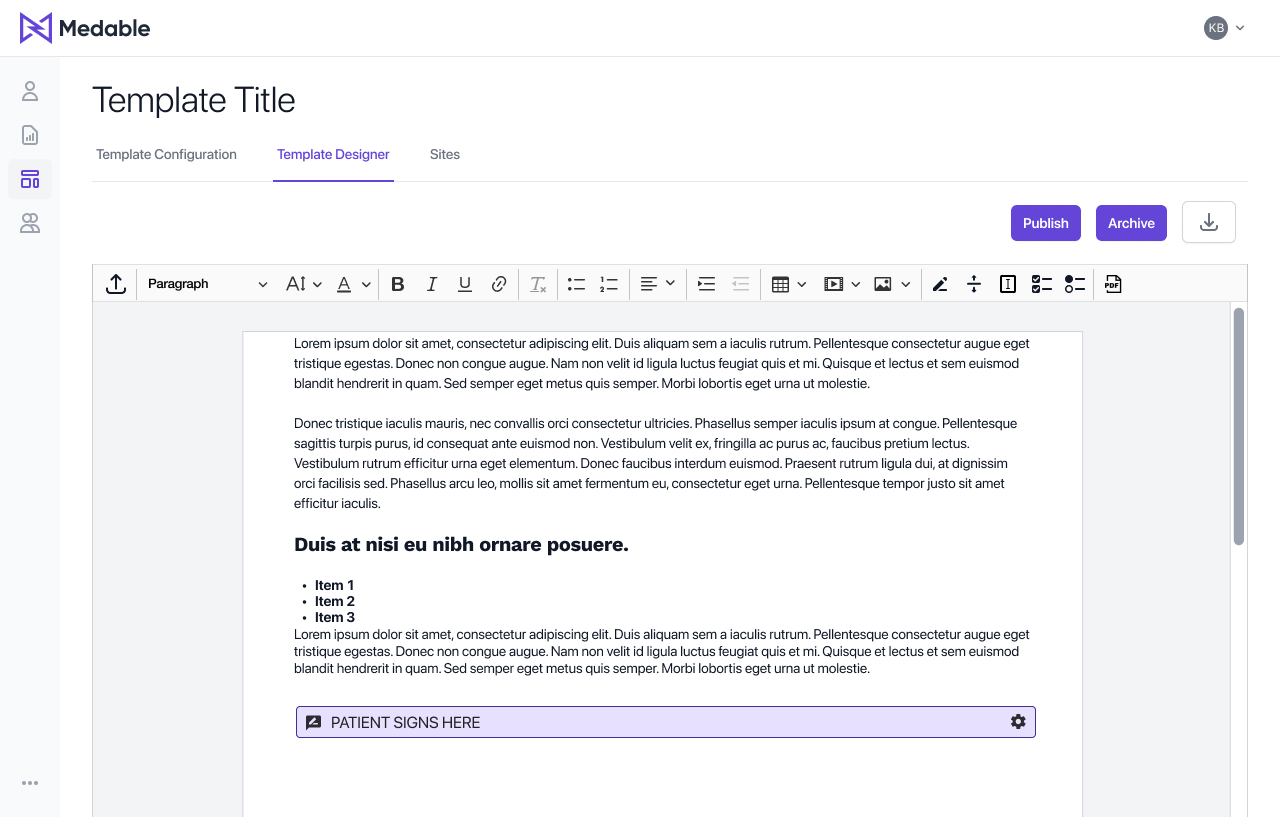 Medable
KB
Template Title
Template Configuration
Template Designer
Sites
Publish
Archive
Paragraph
PDF
Lorem ipsum dolor sit amet, consectetur adipiscing elit. Duis aliquam sem a iaculis rutrum. Pellentesque consectetur augue eget
tristique egestas. Donec non congue augue. Nam non velit id ligula luctus feugiat quis et mi. Quisque et lectus et sem euismod
blandit hendrerit in quam. Sed semper eget metus quis semper. Morbi lobortis eget urna ut molestie.
Donec tristique iaculis mauris, nec convallis orci consectetur ultricies. Phasellus semper iaculis ipsum at congue. Pellentesque
sagittis turpis purus, id consequat ante euismod non. Vestibulum velit ex, fringilla ac purus ac, faucibus pretium lectus.
Vestibulum rutrum efficitur urna eget elementum. Donec faucibus interdum euismod. Praesent rutrum ligula dui, at dignissim
orci facilisis sed. Phasellus arcu leo, mollis sit amet fermentum eu, consectetur eget urna. Pellentesque tempor justo sit amet
efficitur iaculis.
Duis at nisi eu nibh ornare posuere.
• Item 1
• Item 2
• Item 3
Lorem ipsum dolor sit amet, consectetur adipiscing elit. Duis aliquam sem a iaculis rutrum. Pellentesque consectetur augue eget
tristique egestas. Donec non congue augue. Nam non velit id ligula luctus feugiat quis et mi. Quisque et lectus et sem euismod
blandit hendrerit in quam. Sed semper eget metus quis semper. Morbi lobortis eget urna ut molestie.
PATIENT SIGNS HERE